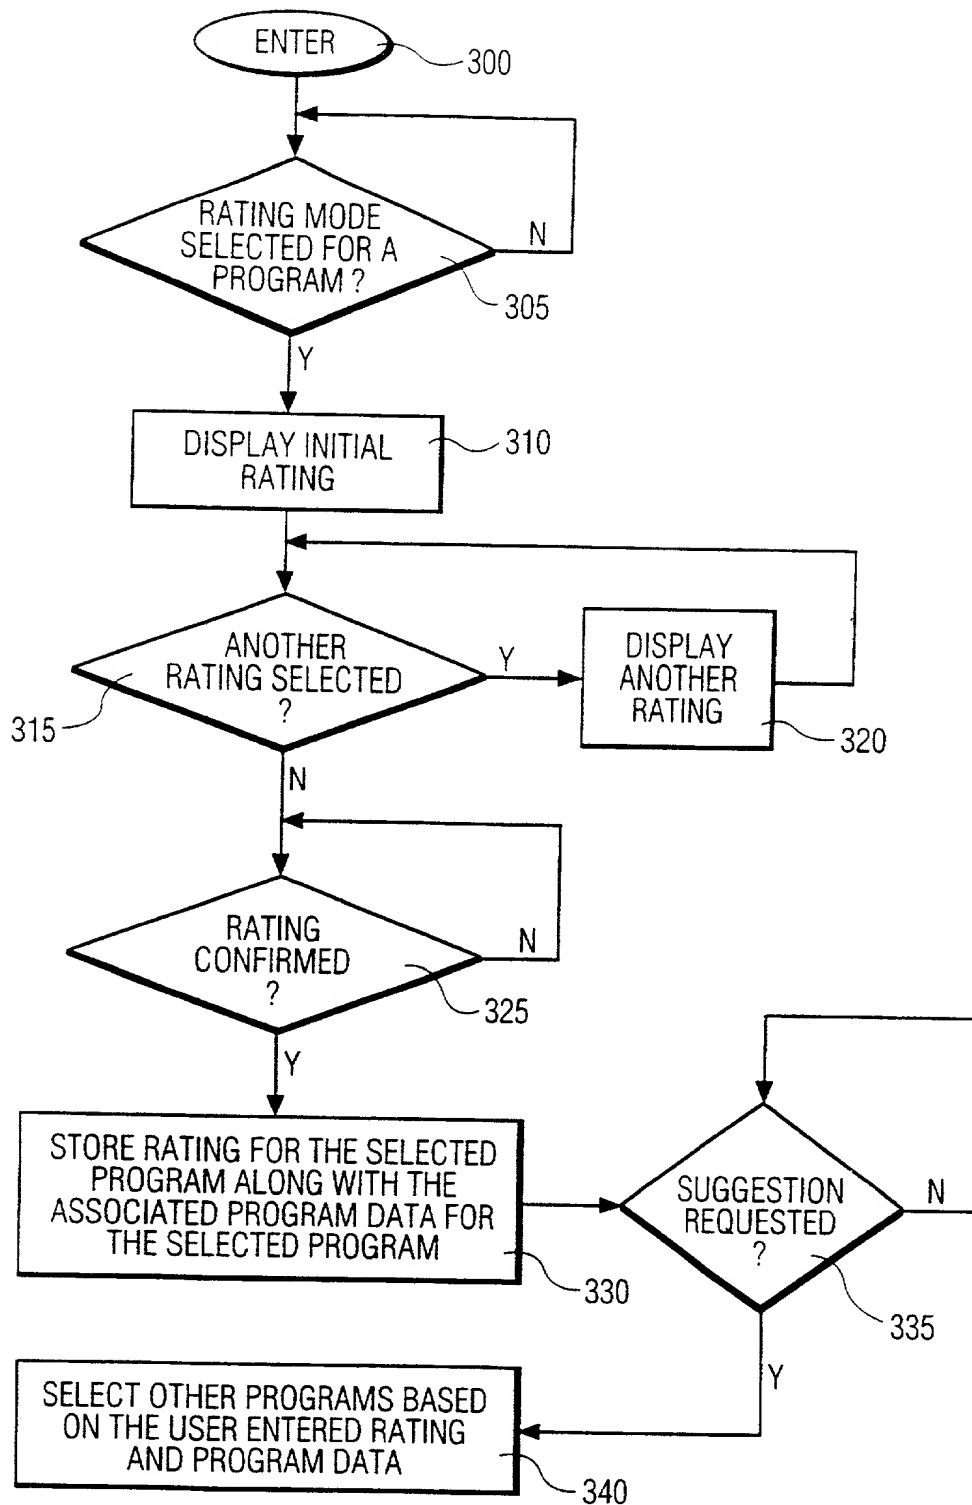 ENTER
300
RATING MODE
SELECTED FOR A
PROGRAM ?
N
305
Y
DISPLAY INITIAL
RATING
310
ANOTHER
RATING SELECTED
?
315
Y
DISPLAY
ANOTHER
RATING
320
N
RATING
CONFIRMED
?
N
325
Y
STORE RATING FOR THE SELECTED
PROGRAM ALONG WITH THE
ASSOCIATED PROGRAM DATA FOR
THE SELECTED PROGRAM
330
SUGGESTION
REQUESTED
?
N
335
Y
SELECT OTHER PROGRAMS BASED
ON THE USER ENTERED RATING
AND PROGRAM DATA
340